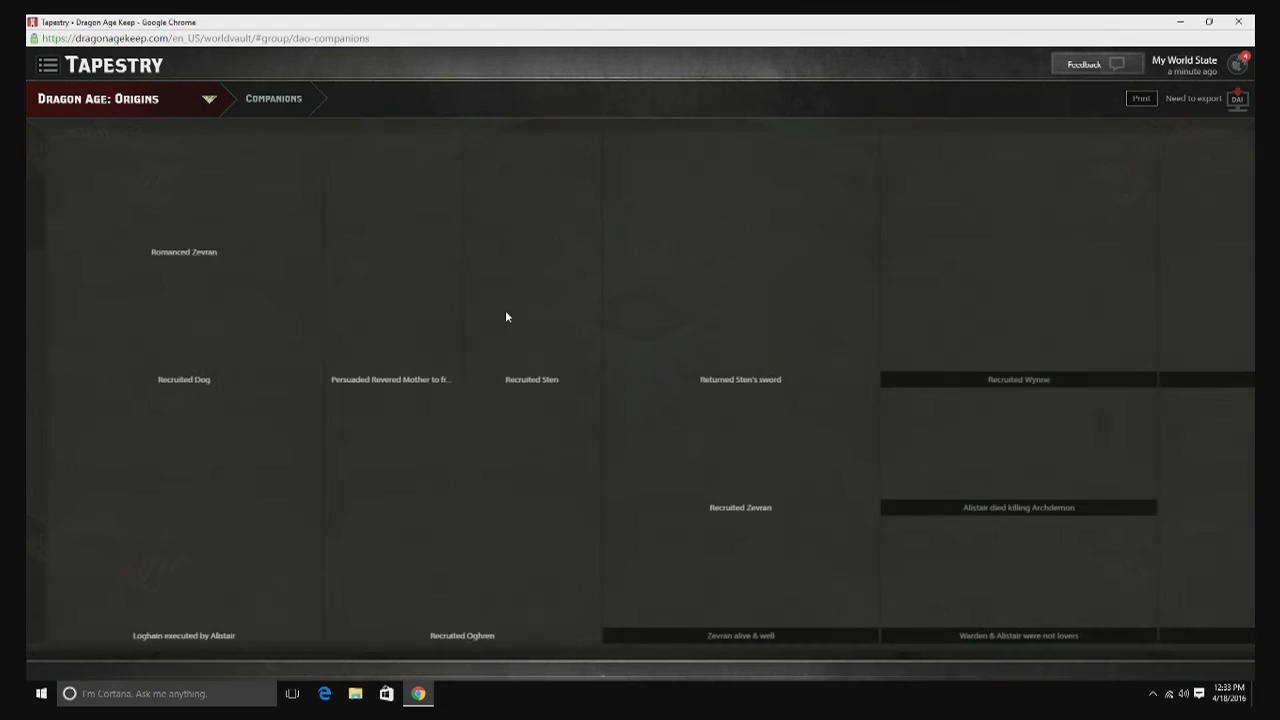 Tapestry • Dragon Age Keep - Google Chrome
https://dragonagekeep.com/en_US/worldvault/#group/dao-companions
TAPESTRY
Feedback
My World State
a minute ago
4
DRAGON AGE: ORIGINS
COMPANIONS
Print
Need to export
DAI
Romanced Zevran
Recruited Dog
Persuaded Revered Mother to fr...
Recruited Sten
Returned Sten's sword
Recruited Wynne
Recruited Zevran
Alistair died killing Archdemon
Loghain executed by Alistair
Recruited Oghren
Zevran alive & well
Warden & Alistair were not lovers
I'm Cortana. Ask me anything.
12:33 PM
4/18/2016